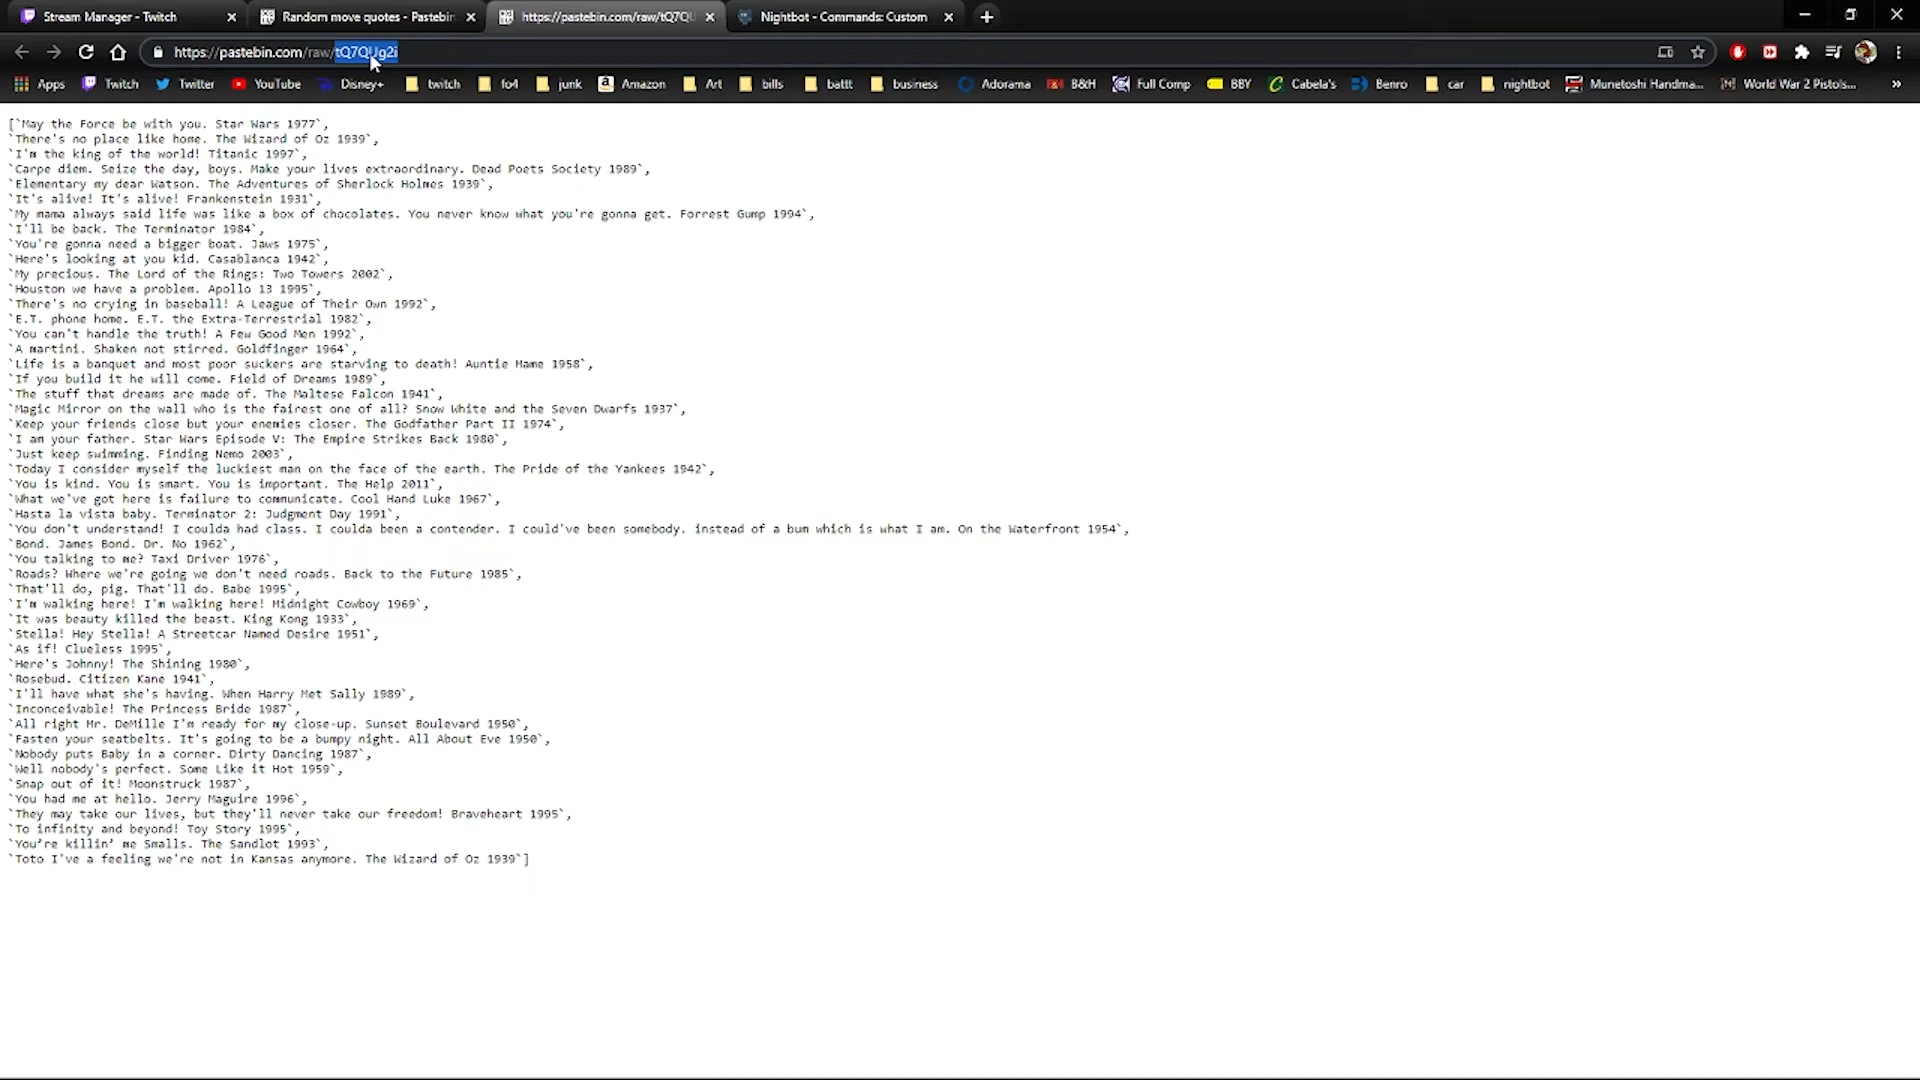 Stream Manager - Twitch
Random move quotes - Pastebin
https://pastebin.com/raw/tQ7QU
Nightbot - Commands: Custom
https://pastebin.com/raw/tQ7QUg2i
Apps Twitch Twitter YouTube Disney+ twitch fo4 junk Amazon Art bills battt business Adorama B&H Full Comp BBY Cabela's Benro car nightbot Munetoshi Handma... World War 2 Pistols... »
[`May the Force be with you. Star Wars 1977`,
`There's no place like home. The Wizard of Oz 1939`,
`I'm the king of the world! Titanic 1997`,
`Carpe diem. Seize the day, boys. Make your lives extraordinary. Dead Poets Society 1989`,
`Elementary my dear Watson. The Adventures of Sherlock Holmes 1939`,
`It's alive! It's alive! Frankenstein 1931`,
`My mama always said life was like a box of chocolates. You never know what you're gonna get. Forrest Gump 1994`,
`I'll be back. The Terminator 1984`,
`You're gonna need a bigger boat. Jaws 1975`,
`Here's looking at you kid. Casablanca 1942`,
`My precious. The Lord of the Rings: Two Towers 2002`,
`Houston we have a problem. Apollo 13 1995`,
`There's no crying in baseball! A League of Their Own 1992`,
`E.T. phone home. E.T. the Extra-Terrestrial 1982`,
`You can't handle the truth! A Few Good Men 1992`,
`A martini. Shaken not stirred. Goldfinger 1964`,
`Life is a banquet and most poor suckers are starving to death! Auntie Mame 1958`,
`If you build it he will come. Field of Dreams 1989`,
`The stuff that dreams are made of. The Maltese Falcon 1941`,
`Magic Mirror on the wall who is the fairest one of all? Snow White and the Seven Dwarfs 1937`,
`Keep your friends close but your enemies closer. The Godfather Part II 1974`,
`I am your father. Star Wars Episode V: The Empire Strikes Back 1980`,
`Just keep swimming. Finding Nemo 2003`,
`Today I consider myself the luckiest man on the face of the earth. The Pride of the Yankees 1942`,
`You is kind. You is smart. You is important. The Help 2011`,
`What we've got here is failure to communicate. Cool Hand Luke 1967`,
`Hasta la vista baby. Terminator 2: Judgment Day 1991`,
`You don't understand! I coulda had class. I coulda been a contender. I could've been somebody. instead of a bum which is what I am. On the Waterfront 1954`,
`Bond. James Bond. Dr. No 1962`,
`You talking to me? Taxi Driver 1976`,
`Roads? Where we're going we don't need roads. Back to the Future 1985`,
`That'll do, pig. That'll do. Babe 1995`,
`I'm walking here! I'm walking here! Midnight Cowboy 1969`,
`It was beauty killed the beast. King Kong 1933`,
`Stella! Hey Stella! A Streetcar Named Desire 1951`,
`As if! Clueless 1995`,
`Here's Johnny! The Shining 1980`,
`Rosebud. Citizen Kane 1941`,
`I'll have what she's having. When Harry Met Sally 1989`,
`Inconceivable! The Princess Bride 1987`,
`All right Mr. DeMille I'm ready for my close-up. Sunset Boulevard 1950`,
`Fasten your seatbelts. It's going to be a bumpy night. All About Eve 1950`,
`Nobody puts Baby in a corner. Dirty Dancing 1987`,
`Well nobody's perfect. Some Like it Hot 1959`,
`Snap out of it! Moonstruck 1987`,
`You had me at hello. Jerry Maguire 1996`,
`They may take our lives, but they'll never take our freedom! Braveheart 1995`,
`To infinity and beyond! Toy Story 1995`,
`You’re killin’ me Smalls. The Sandlot 1993`,
`Toto I've a feeling we're not in Kansas anymore. The Wizard of Oz 1939`]